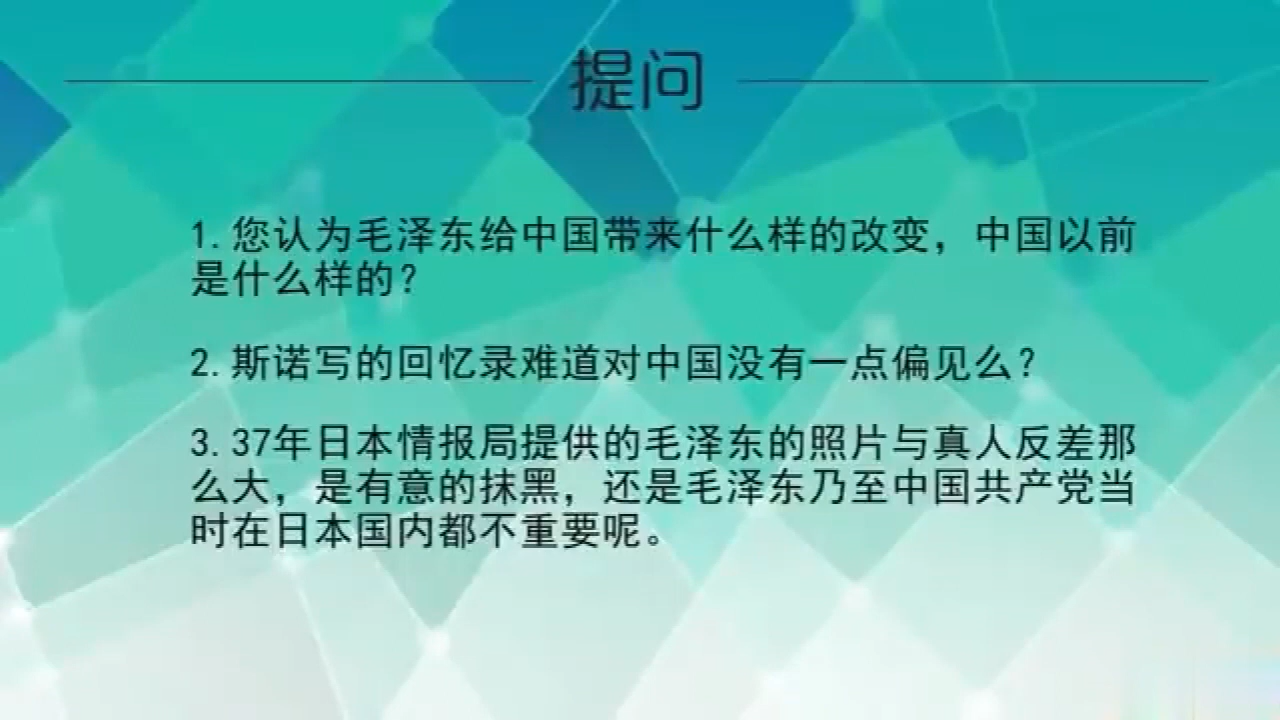 提问
1.您认为毛泽东给中国带来什么样的改变，中国以前
是什么样的？
2.斯诺写的回忆录难道对中国没有一点偏见么？
3.37年日本情报局提供的毛泽东的照片与真人反差那
么大，是有意的抹黑，还是毛泽东乃至中国共产党当
时在日本国内都不重要呢。